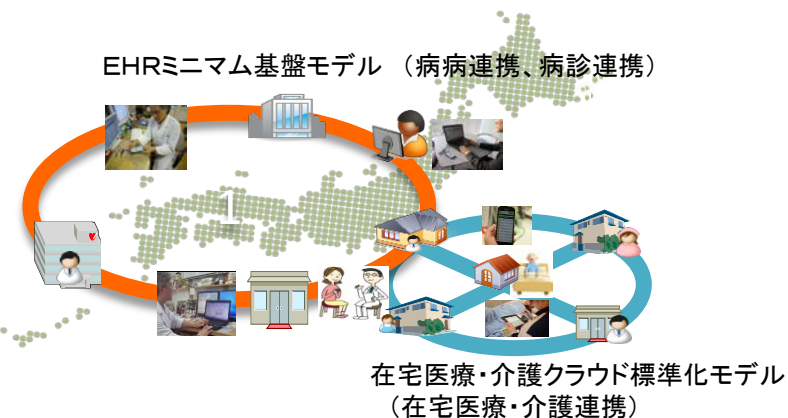 EHRミニマム基盤モデル （病病連携、病診連携）
1
在宅医療・介護クラウド標準化モデル
（在宅医療・介護連携）